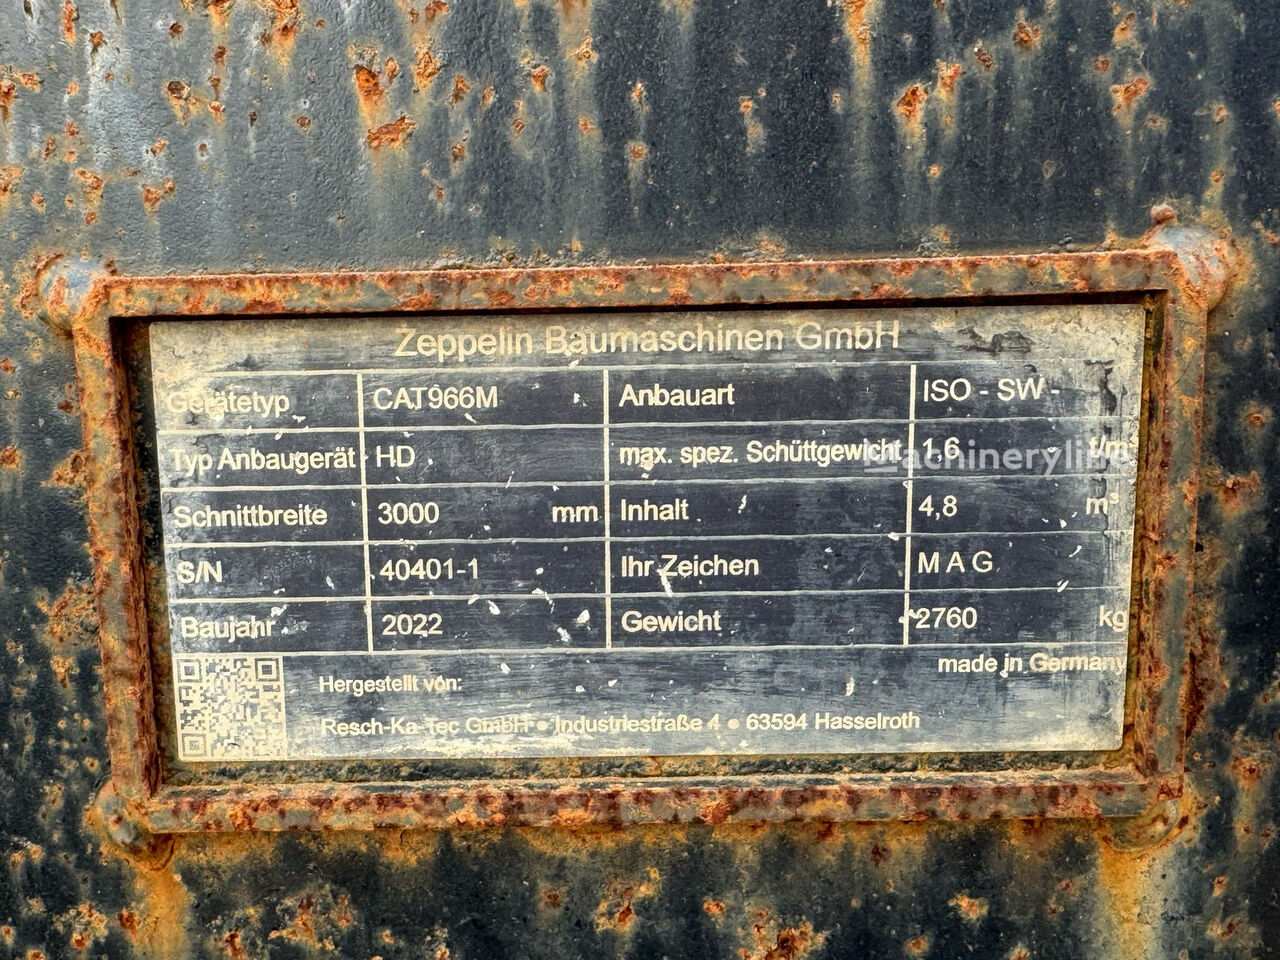 Zeppelin Baumaschinen GmbH
Gerätetyp CAT966M Anbauart ISO - SW -
Typ Anbaugerät HD max. spez. Schüttgewicht 1,6 t/m³
Schnittbreite 3000 mm Inhalt 4,8 m³
S/N 40401-1 Ihr Zeichen M A G
Baujahr 2022 Gewicht 2760 kg
made in Germany
Hergestellt von:
Resch-Ka-Tec GmbH • Industriestraße 4 • 63594 Hasselroth
Machineryline